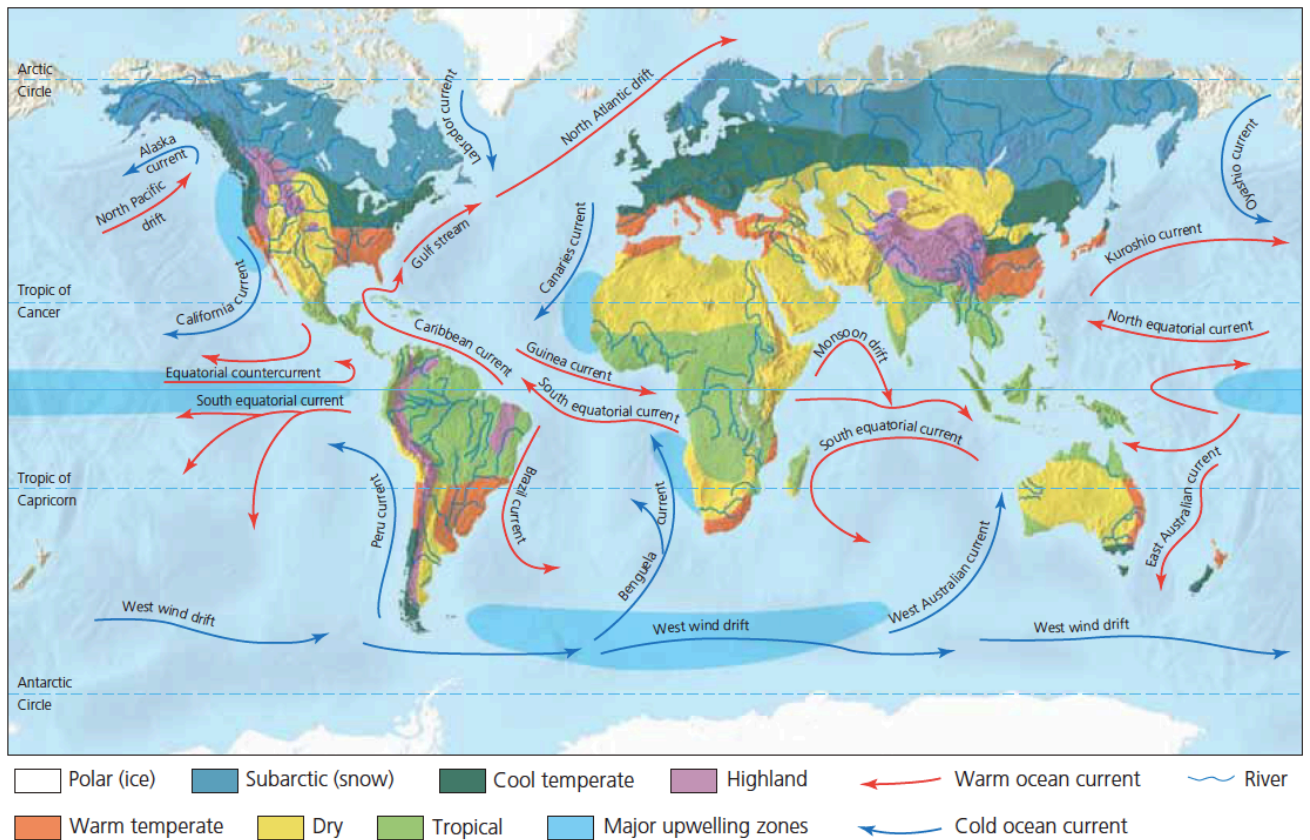 Arctic
Circle
Alaska
current
North Pacific
drift
Labrador current
North Atlantic drift
Oyashio current
Gulf stream
Canaries current
Kuroshio current
Tropic of
Cancer
California current
Caribbean current
Guinea current
Monsoon drift
North equatorial current
Equatorial countercurrent
South equatorial current
South equatorial current
South equatorial current
Tropic of
Capricorn
Peru current
Brazil current
Benguela
current
West Australian current
East Australian current
West wind drift
West wind drift
West wind drift
Antarctic
Circle
Polar (ice)
Subarctic (snow)
Cool temperate
Highland
Warm ocean current
River
Warm temperate
Dry
Tropical
Major upwelling zones
Cold ocean current